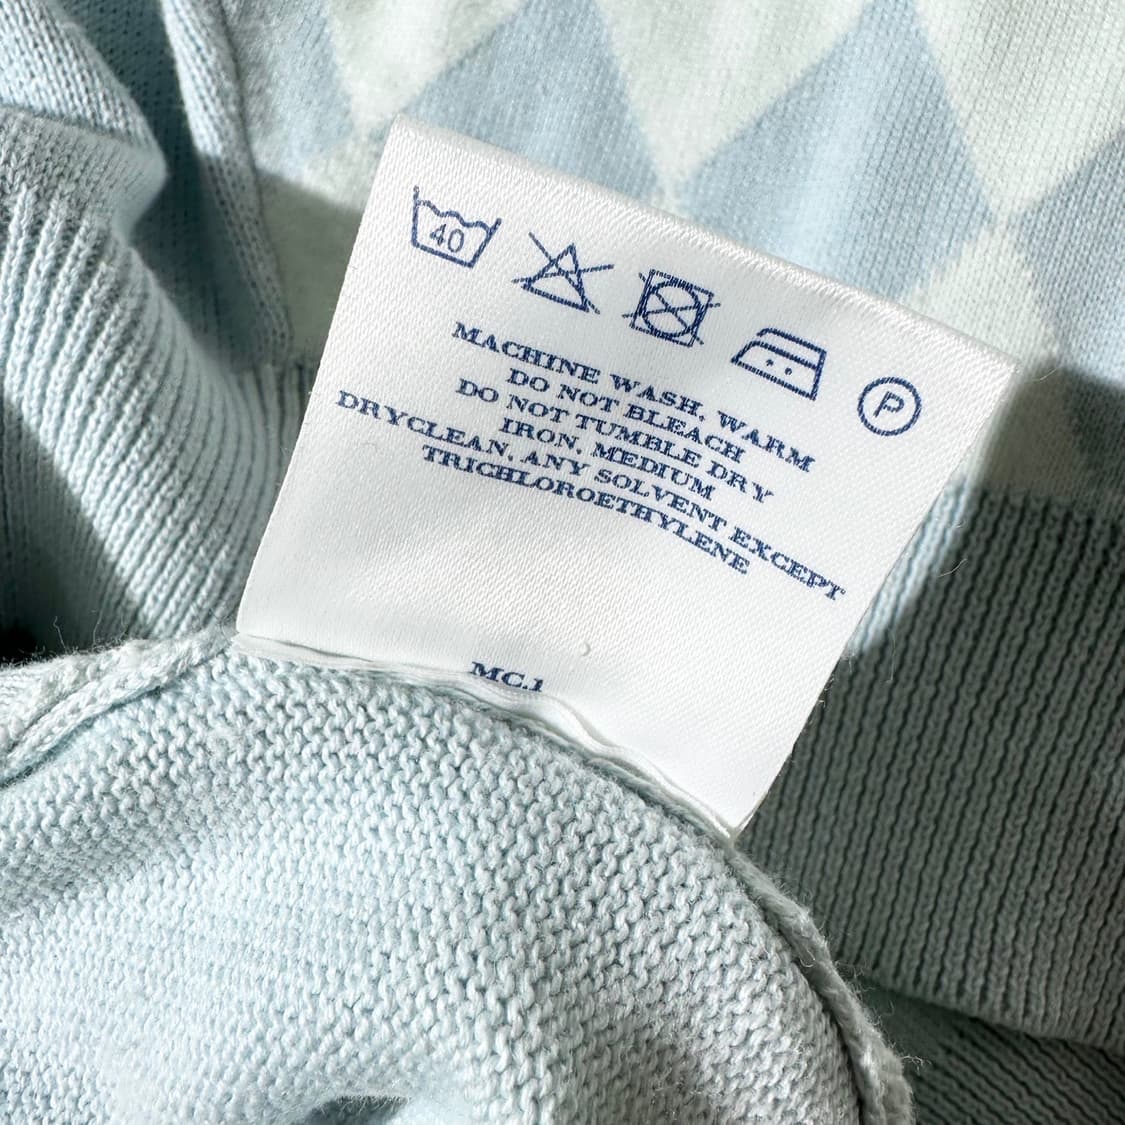 40
P
MACHINE WASH, WARM
DO NOT BLEACH
DO NOT TUMBLE DRY
IRON, MEDIUM
DRYCLEAN, ANY SOLVENT EXCEPT
TRICHLOROETHYLENE
MC.1